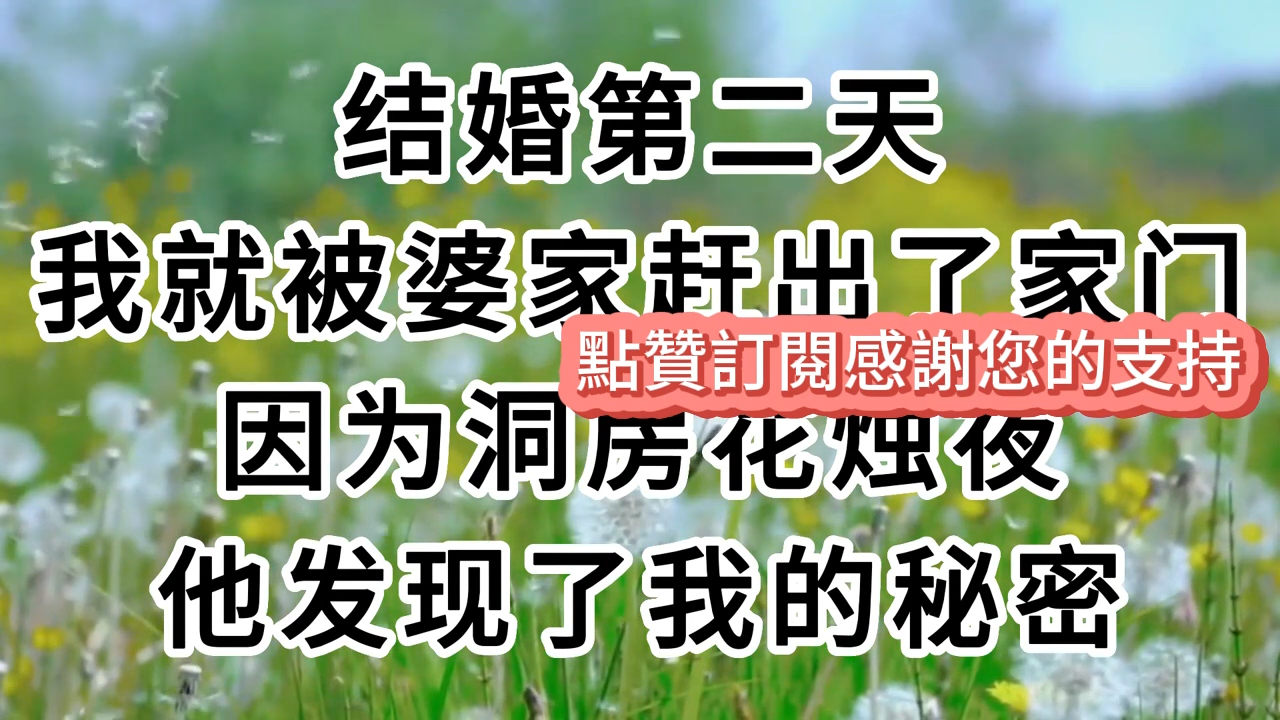 结婚第二天
我就被婆家赶出了家门
點贊訂閱感謝您的支持
因为洞房花烛夜
他发现了我的秘密